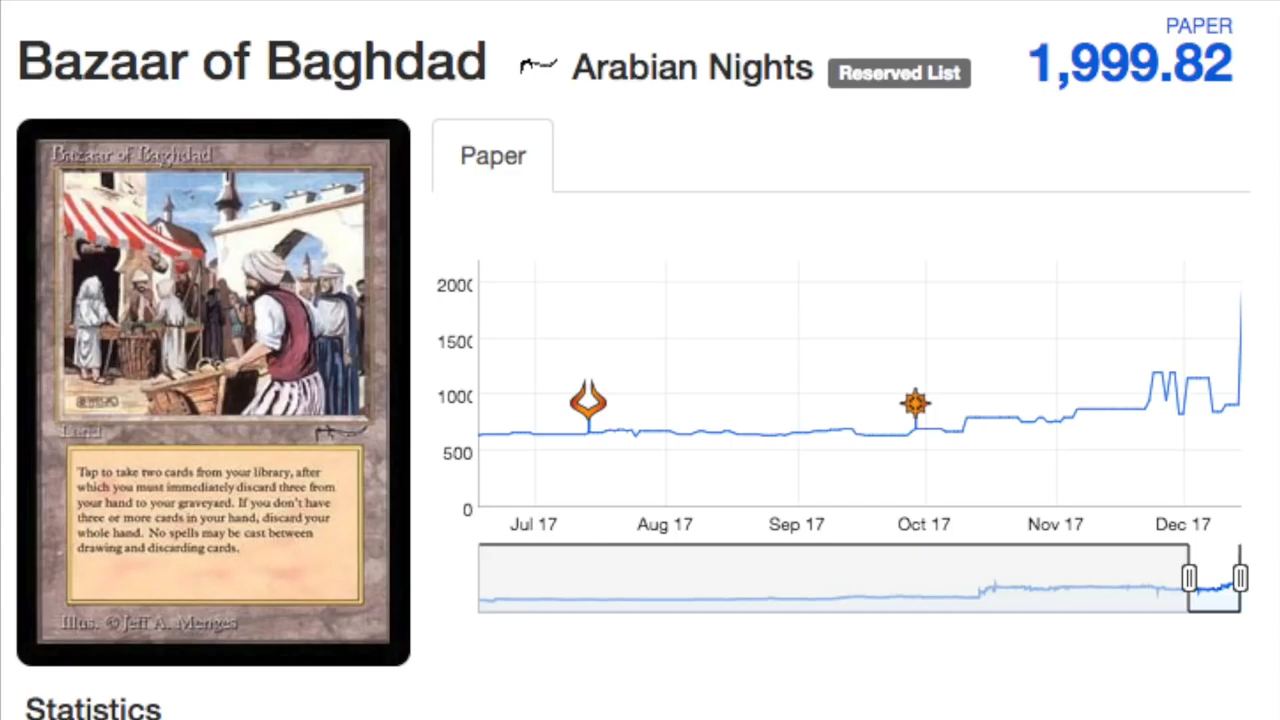 PAPER
Bazaar of Baghdad
Arabian Nights
Reserved List
1,999.82
Bazaar of Baghdad
Land
Tap to take two cards from your library, after
which you must immediately discard three from
your hand to your graveyard. If you don't have
three or more cards in your hand, discard your
whole hand. No spells may be cast between
drawing and discarding cards.
Illus. © Jeff A. Menges
Paper
2000
1500
1000
500
0
Jul 17
Aug 17
Sep 17
Oct 17
Nov 17
Dec 17
Statistics